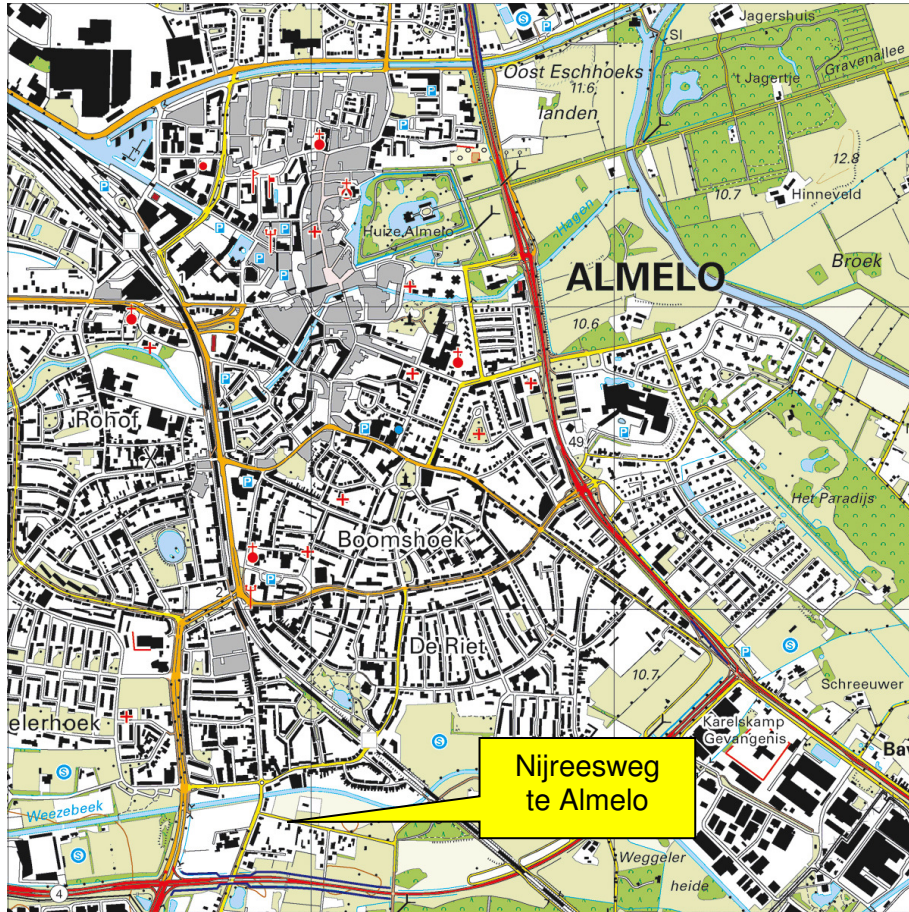 Jagershuis
Sl
't Jagertje
Gravenallee
Oost Eschhoeks
11.6
landen
12.8
10.7
Hinneveld
Hagen
Huize Almelo
Broek
ALMELO
10.6
Rohof
49
Het Paradijs
Boomshoek
2
De Riet
10.7
Schreeuwer
Karelskamp
Gevangenis
elerhoek
Bav
Nijreesweg
te Almelo
Weezebeek
Weggeler
heide
4
P
P
P
P
P
P
P
P
P
P
P
P
P
S
S
S
S
S